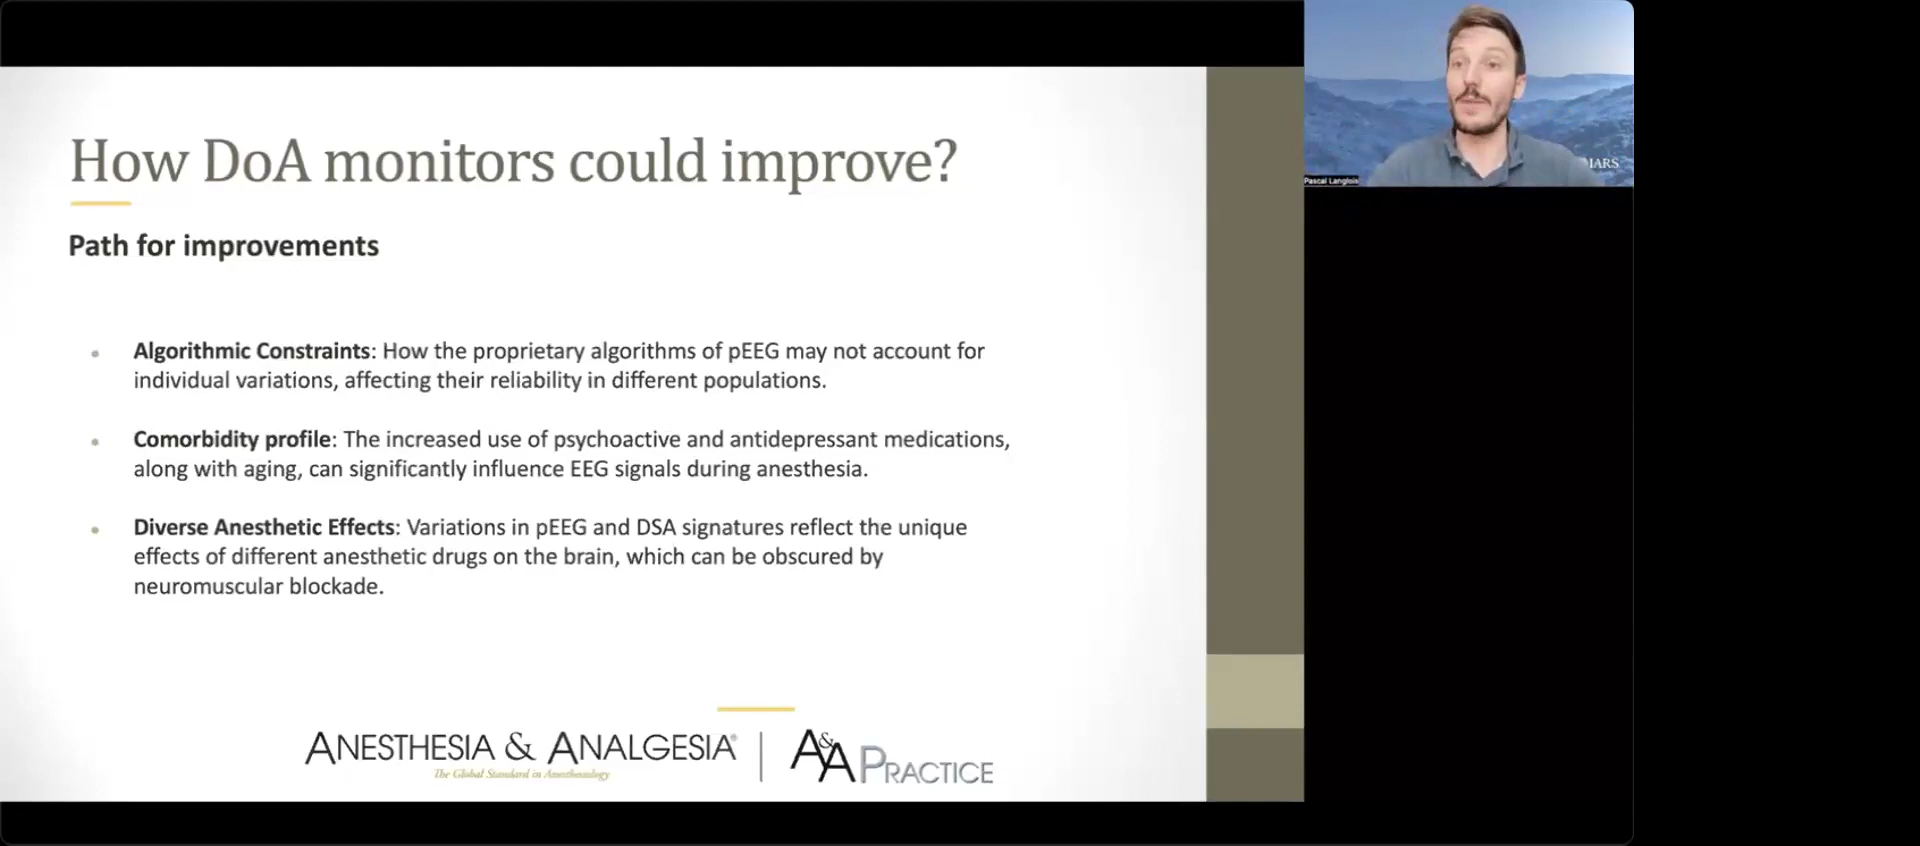 How DoA monitors could improve?
Path for improvements
• Algorithmic Constraints: How the proprietary algorithms of pEEG may not account for
individual variations, affecting their reliability in different populations.
• Comorbidity profile: The increased use of psychoactive and antidepressant medications,
along with aging, can significantly influence EEG signals during anesthesia.
• Diverse Anesthetic Effects: Variations in pEEG and DSA signatures reflect the unique
effects of different anesthetic drugs on the brain, which can be obscured by
neuromuscular blockade.
ANESTHESIA & ANALGESIA®
The Global Standard in Anesthesiology
A&A PRACTICE
IARS
Pascal Langlois